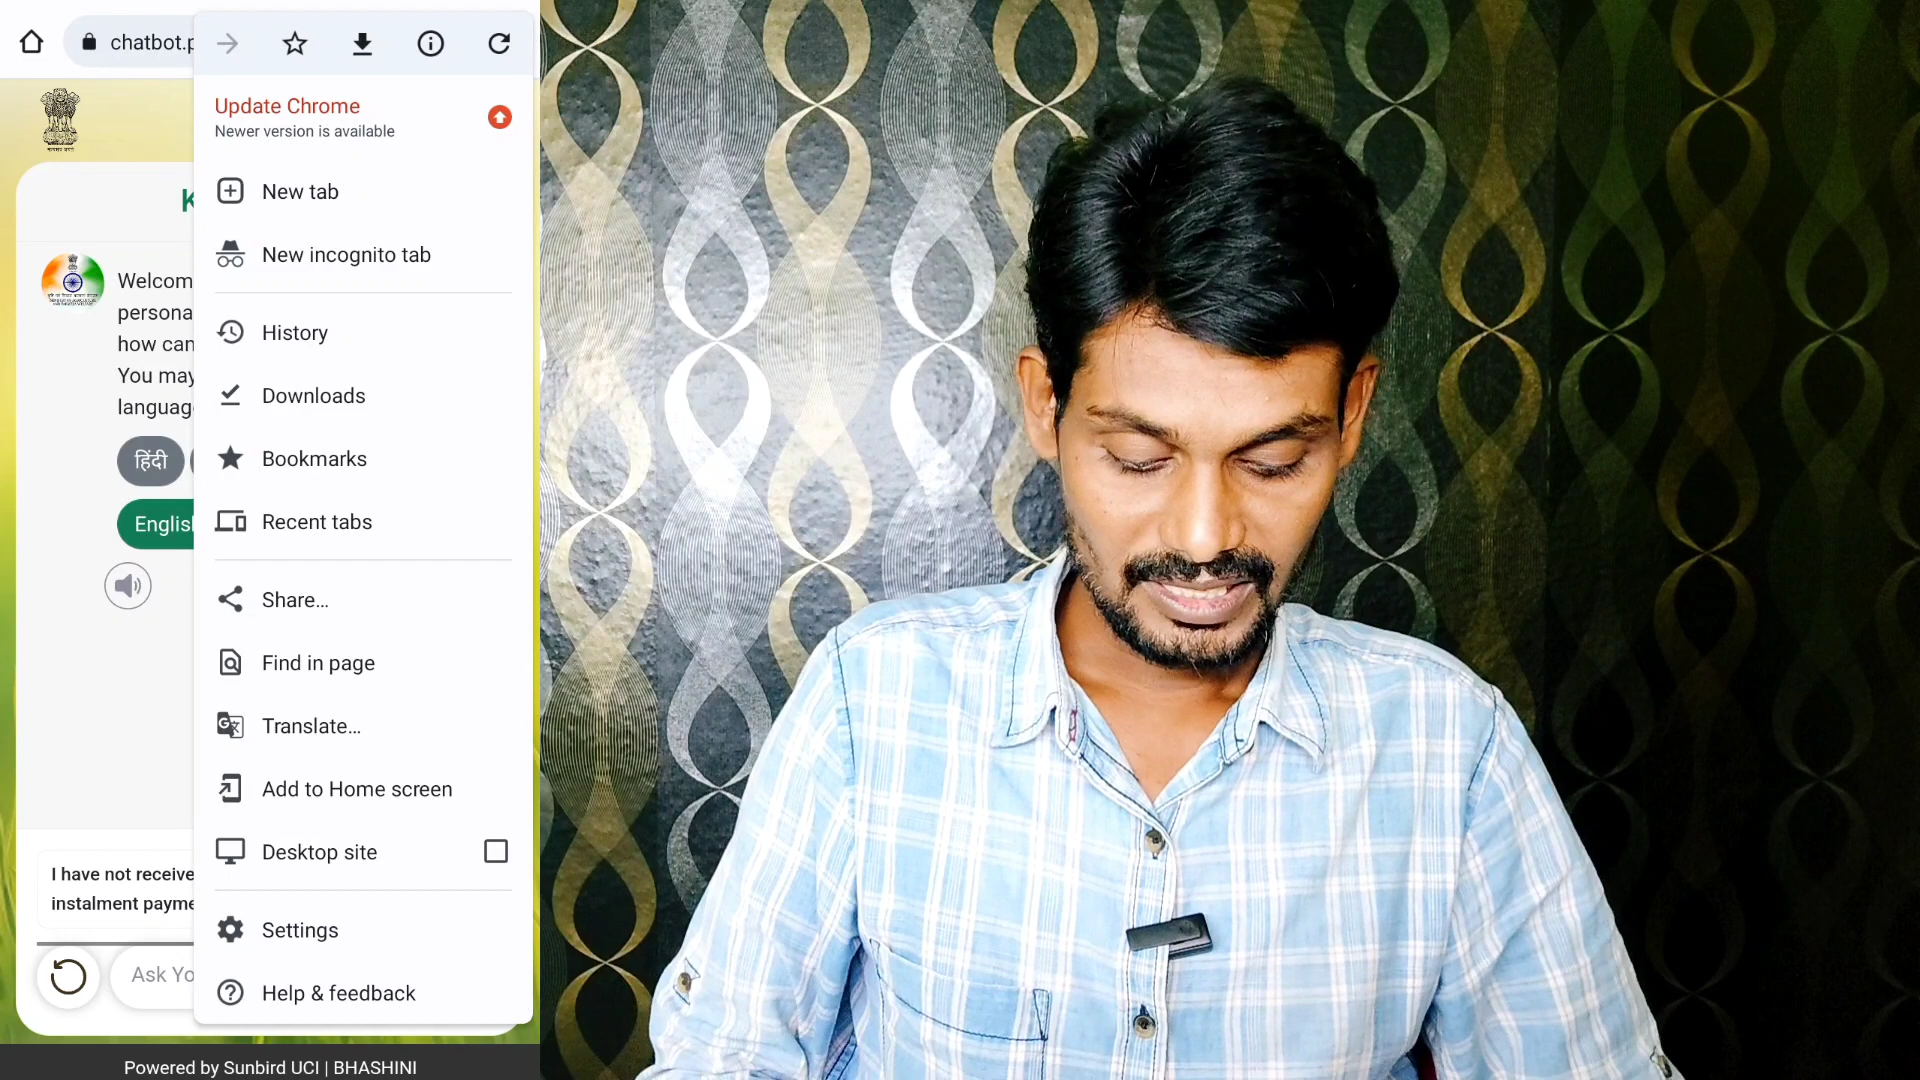 chatbot.p
Update Chrome
Newer version is available
New tab
New incognito tab
History
Downloads
Bookmarks
Recent tabs
Share...
Find in page
Translate...
Add to Home screen
Desktop site
Settings
Help & feedback
K
Welcom
persona
how can
You may
languag
हिंदी
English
I have not receive
instalment payme
Ask Yo
Powered by Sunbird UCI | BHASHINI